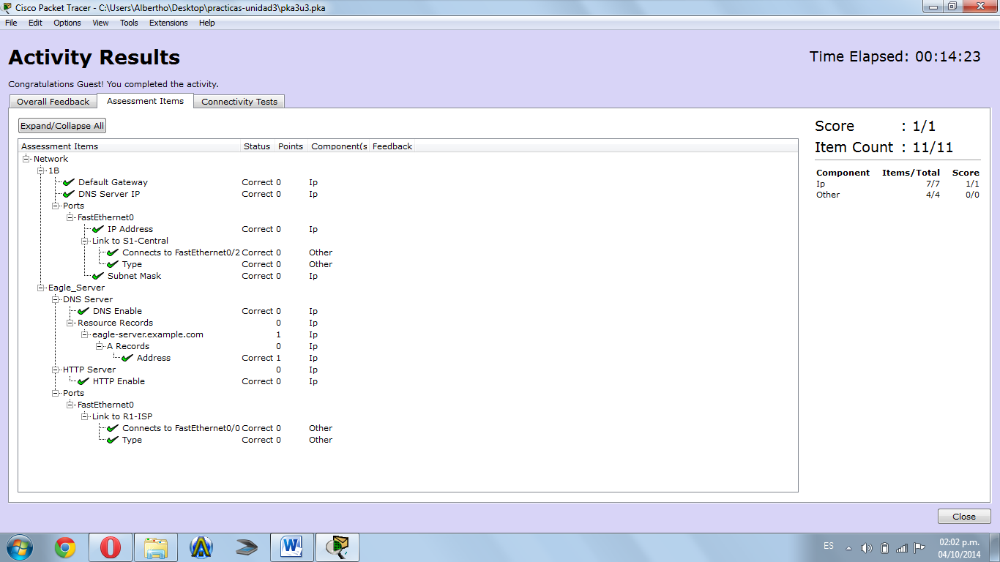 Cisco Packet Tracer - C:\Users\Albertho\Desktop\practicas-unidad3\pka3u3.pka
File Edit Options View Tools Extensions Help
Activity Results
Time Elapsed: 00:14:23
Congratulations Guest! You completed the activity.
Overall Feedback Assessment Items Connectivity Tests
Expand/Collapse All
Assessment Items Status Points Component(s Feedback
Network
1B
Default Gateway Correct 0 Ip
DNS Server IP Correct 0 Ip
Ports
FastEthernet0
IP Address Correct 0 Ip
Link to S1-Central
Connects to FastEthernet0/2 Correct 0 Other
Type Correct 0 Other
Subnet Mask Correct 0 Ip
Eagle_Server
DNS Server
DNS Enable Correct 0 Ip
Resource Records 0 Ip
eagle-server.example.com 1 Ip
A Records 0 Ip
Address Correct 1 Ip
HTTP Server 0 Ip
HTTP Enable Correct 0 Ip
Ports
FastEthernet0
Link to R1-ISP
Connects to FastEthernet0/0 Correct 0 Other
Type Correct 0 Other
Score : 1/1
Item Count : 11/11
Component Items/Total Score
Ip 7/7 1/1
Other 4/4 0/0
Close
ES
02:02 p.m.
04/10/2014